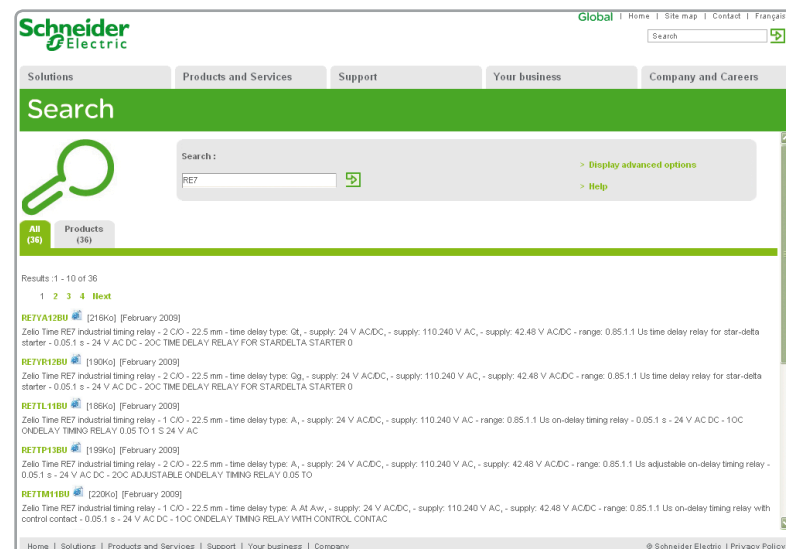 Schneider
Electric
Global | Home | Site map | Contact | Français
Search
Solutions Products and Services Support Your business Company and Careers
Search
Search :
RE7
> Display advanced options
> Help
All
(36)
Products
(36)
Results :1 - 10 of 36
1 2 3 4 Next
RE7YA12BU [216Ko] [February 2009]
Zelio Time RE7 industrial timing relay - 2 C/O - 22.5 mm - time delay type: Qt, - supply: 24 V AC/DC, - supply: 110.240 V AC, - supply: 42.48 V AC/DC - range: 0.85.1.1 Us time delay relay for star-delta
starter - 0.05.1 s - 24 V AC DC - 2OC TIME DELAY RELAY FOR STARDELTA STARTER 0
RE7YR12BU [190Ko] [February 2009]
Zelio Time RE7 industrial timing relay - 2 C/O - 22.5 mm - time delay type: Qg, - supply: 24 V AC/DC, - supply: 110.240 V AC, - supply: 42.48 V AC/DC - range: 0.85.1.1 Us time delay relay for star-delta
starter - 0.05.1 s - 24 V AC DC - 2OC TIME DELAY RELAY FOR STARDELTA STARTER 0
RE7TL11BU [186Ko] [February 2009]
Zelio Time RE7 industrial timing relay - 1 C/O - 22.5 mm - time delay type: A, - supply: 24 V AC/DC, - supply: 110.240 V AC - range: 0.85.1.1 Us on-delay timing relay - 0.05.1 s - 24 V AC DC - 1OC
ONDELAY TIMING RELAY 0.05 TO 1 S 24 V AC
RE7TP13BU [199Ko] [February 2009]
Zelio Time RE7 industrial timing relay - 2 C/O - 22.5 mm - time delay type: A, - supply: 24 V AC/DC, - supply: 110.240 V AC, - supply: 42.48 V AC/DC - range: 0.85.1.1 Us adjustable on-delay timing relay -
0.05.1 s - 24 V AC DC - 2OC ADJUSTABLE ONDELAY TIMING RELAY 0.05 TO
RE7TM11BU [220Ko] [February 2009]
Zelio Time RE7 industrial timing relay - 1 C/O - 22.5 mm - time delay type: A At Aw, - supply: 24 V AC/DC, - supply: 110.240 V AC, - supply: 42.48 V AC/DC - range: 0.85.1.1 Us on-delay timing relay with
control contact - 0.05.1 s - 24 V AC DC - 1OC ONDELAY TIMING RELAY WITH CONTROL CONTAC
Home | Solutions | Products and Services | Support | Your business | Company © Schneider Electric | Privacy Policy